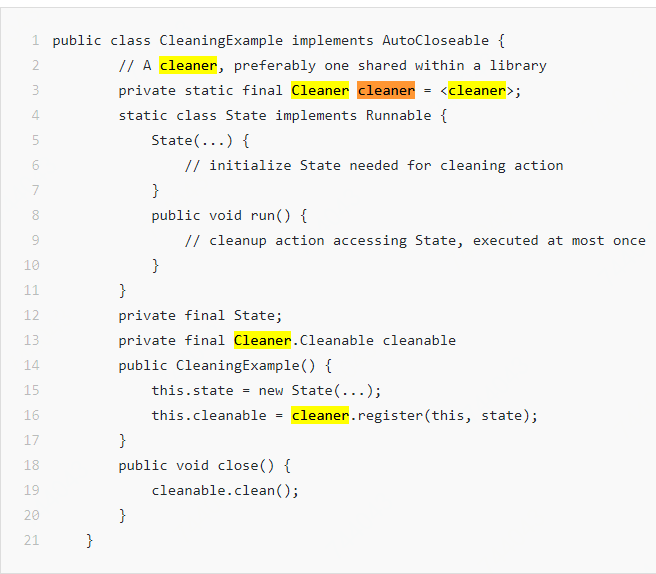 1 public class CleaningExample implements AutoCloseable {
2 // A cleaner, preferably one shared within a library
3 private static final Cleaner cleaner = <cleaner>;
4 static class State implements Runnable {
5 State(...) {
6 // initialize State needed for cleaning action
7 }
8 public void run() {
9 // cleanup action accessing State, executed at most once
10 }
11 }
12 private final State;
13 private final Cleaner.Cleanable cleanable
14 public CleaningExample() {
15 this.state = new State(...);
16 this.cleanable = cleaner.register(this, state);
17 }
18 public void close() {
19 cleanable.clean();
20 }
21 }